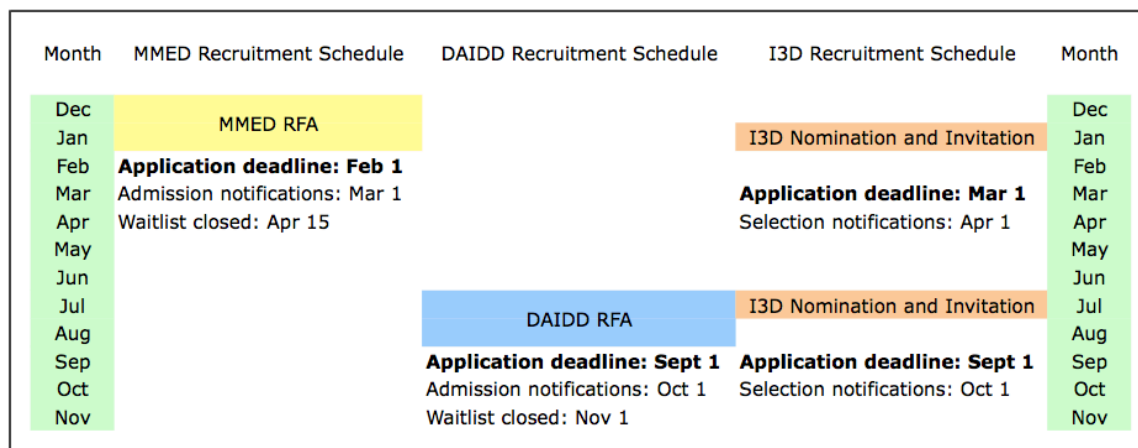 Month MMED Recruitment Schedule DAIDD Recruitment Schedule I3D Recruitment Schedule Month
Dec Dec
MMED RFA
Jan I3D Nomination and Invitation Jan
Feb Application deadline: Feb 1 Feb
Mar Admission notifications: Mar 1 Application deadline: Mar 1 Mar
Apr Waitlist closed: Apr 15 Selection notifications: Apr 1 Apr
May May
Jun Jun
Jul I3D Nomination and Invitation Jul
DAIDD RFA
Aug Aug
Sep Application deadline: Sept 1 Application deadline: Sept 1 Sep
Oct Admission notifications: Oct 1 Selection notifications: Oct 1 Oct
Nov Waitlist closed: Nov 1 Nov